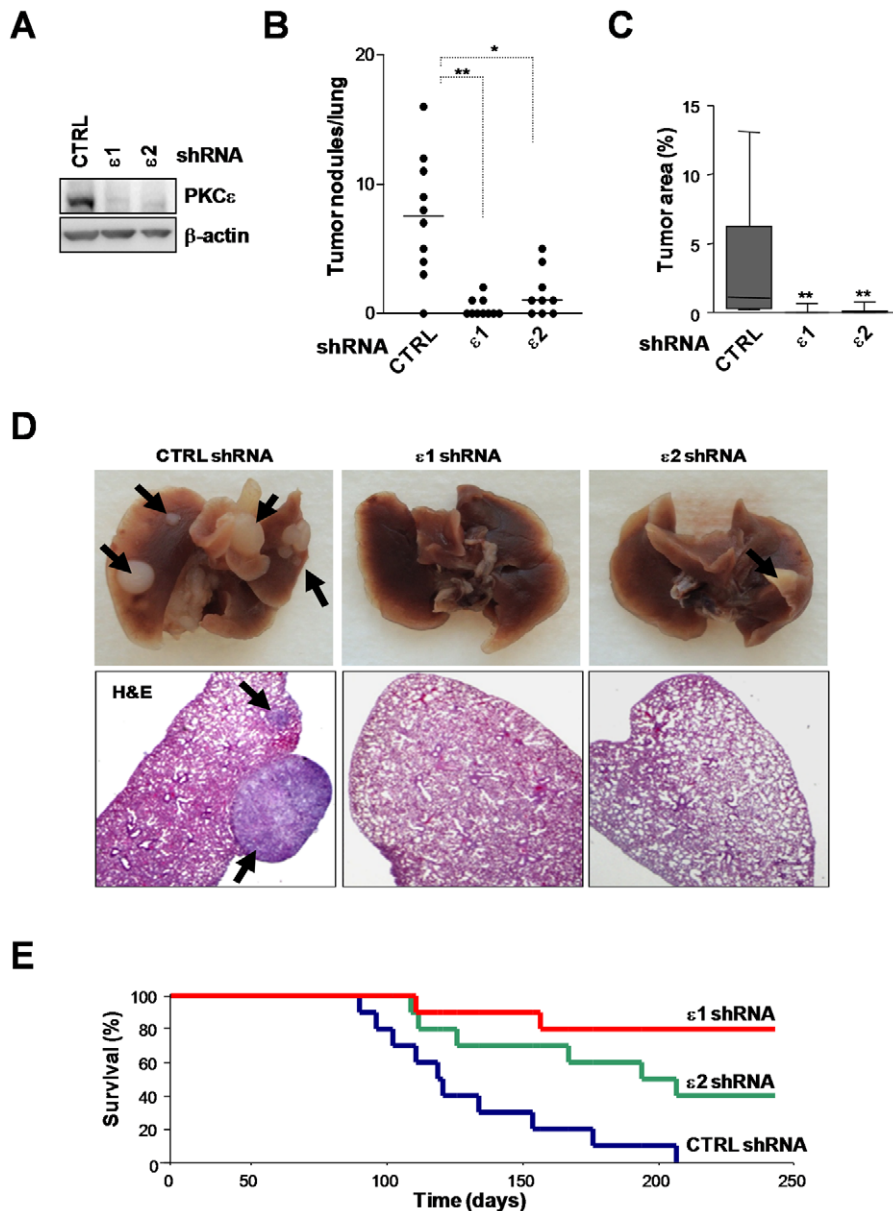 A
CTRL
ε1
ε2
shRNA
PKCε
β-actin
B
Tumor nodules/lung
20
10
0
*
**
shRNA
CTRL
ε1
ε2
C
Tumor area (%)
15
10
5
0
**
**
shRNA
CTRL
ε1
ε2
D
CTRL shRNA
ε1 shRNA
ε2 shRNA
H&E
E
Survival (%)
100
80
60
40
20
0
ε1 shRNA
ε2 shRNA
CTRL shRNA
0
50
100
150
200
250
Time (days)